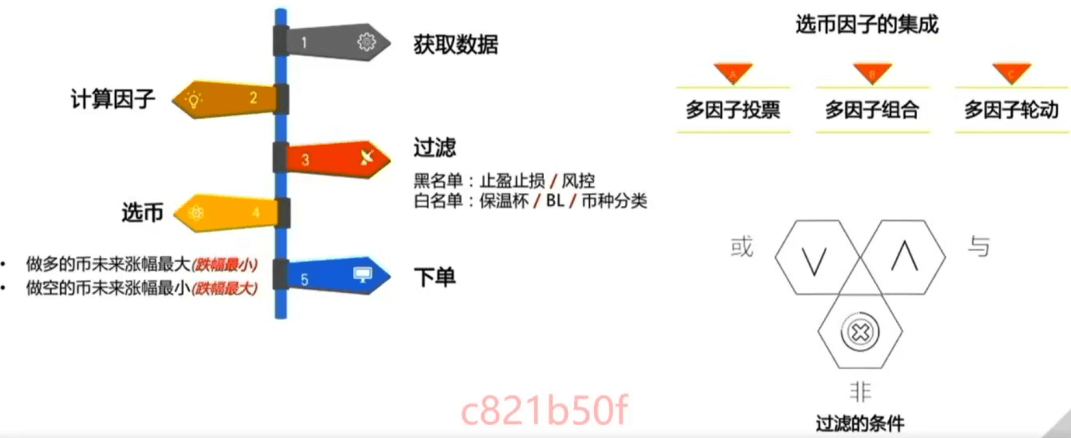 1
获取数据
计算因子
2
3
过滤
黑名单：止盈止损 / 风控
白名单：保温杯 / BL / 币种分类
选币
4
• 做多的币未来涨幅最大(跌幅最小)
• 做空的币未来涨幅最小(跌幅最大)
5
下单
选币因子的集成
A
B
C
多因子投票
多因子组合
多因子轮动
或
∨
∧
与
非
过滤的条件
c821b50f